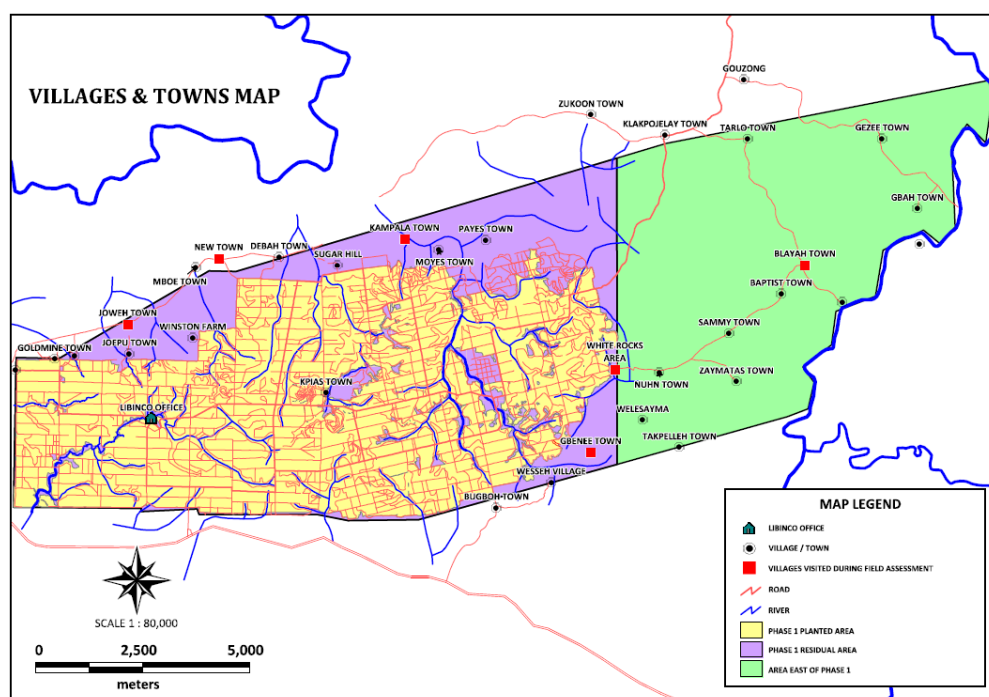 VILLAGES & TOWNS MAP
GOUZONG
ZUKOON TOWN
KLAKPOJELAY TOWN
TARLO TOWN
GEZEE TOWN
GBAH TOWN
KAMPALA TOWN
PAYES TOWN
NEW TOWN
DEBAH TOWN
MOYES TOWN
SUGAR HILL
BLAYAH TOWN
MBOE TOWN
BAPTIST TOWN
JOWEH TOWN
WINSTON FARM
SAMMY TOWN
GOLDMINE TOWN
JOEPU TOWN
WHITE ROCKS
AREA
NUHN TOWN
ZAYMATAS TOWN
KPIAS TOWN
LIBINCO OFFICE
WELESAYMA
GBENEE TOWN
TAKPELLEH TOWN
WESSEH VILLAGE
BUGBOH TOWN
MAP LEGEND
LIBINCO OFFICE
VILLAGE / TOWN
VILLAGES VISITED DURING FIELD ASSESSMENT
ROAD
RIVER
PHASE 1 PLANTED AREA
PHASE 1 RESIDUAL AREA
AREA EAST OF PHASE 1
SCALE 1 : 80,000
0 2,500 5,000
meters